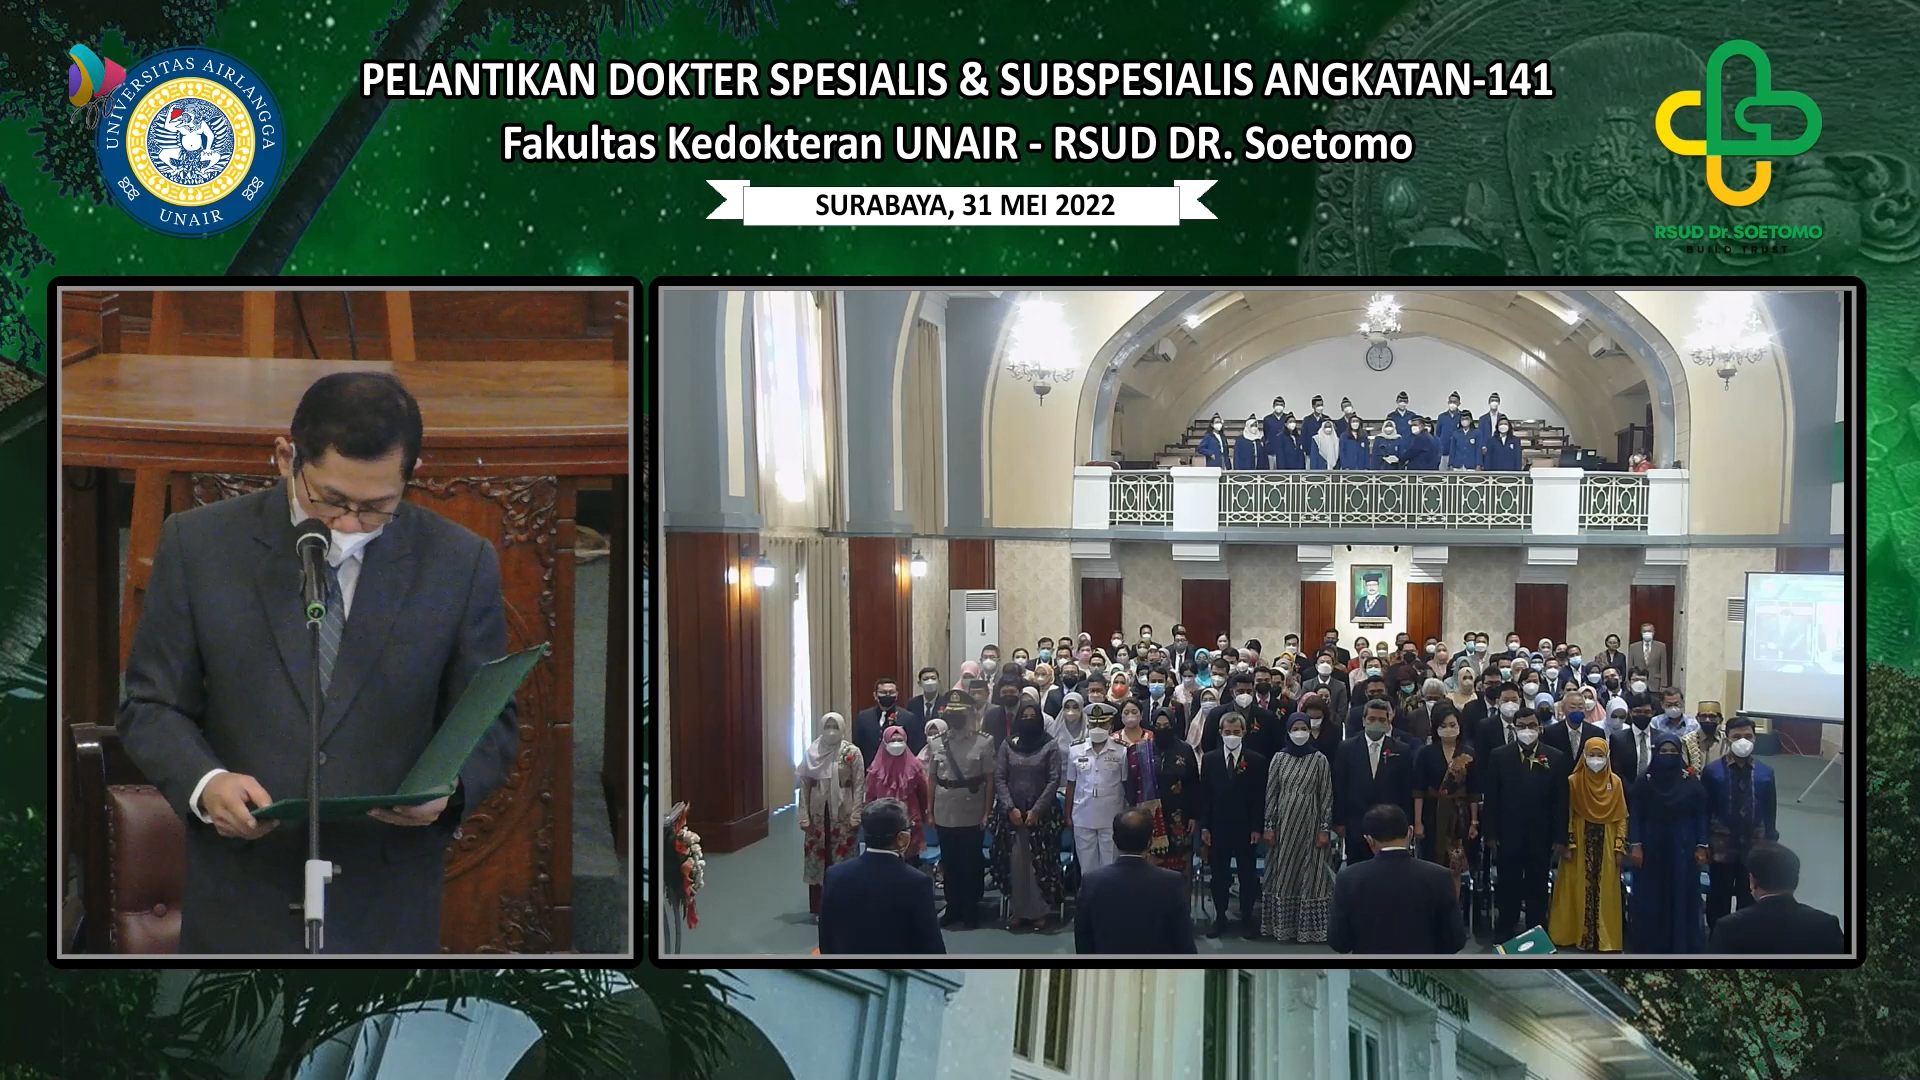 PELANTIKAN DOKTER SPESIALIS & SUBSPESIALIS ANGKATAN-141
Fakultas Kedokteran UNAIR - RSUD DR. Soetomo
SURABAYA, 31 MEI 2022
UNIVERSITAS AIRLANGGA
UNAIR
RSUD Dr. SOETOMO
BUILD TRUST
KEDOKTERAN